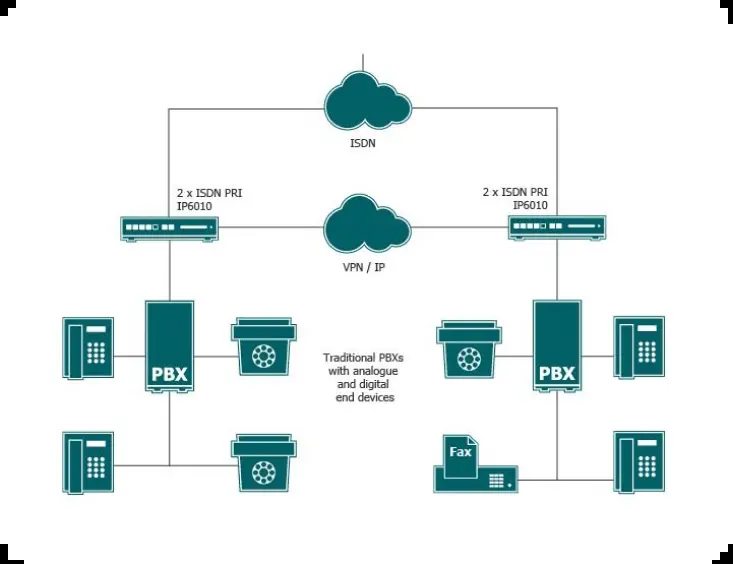 ISDN
2 x ISDN PRI
IP6010
2 x ISDN PRI
IP6010
VPN / IP
PBX
Traditional PBXs
with analogue
and digital
end devices
PBX
Fax